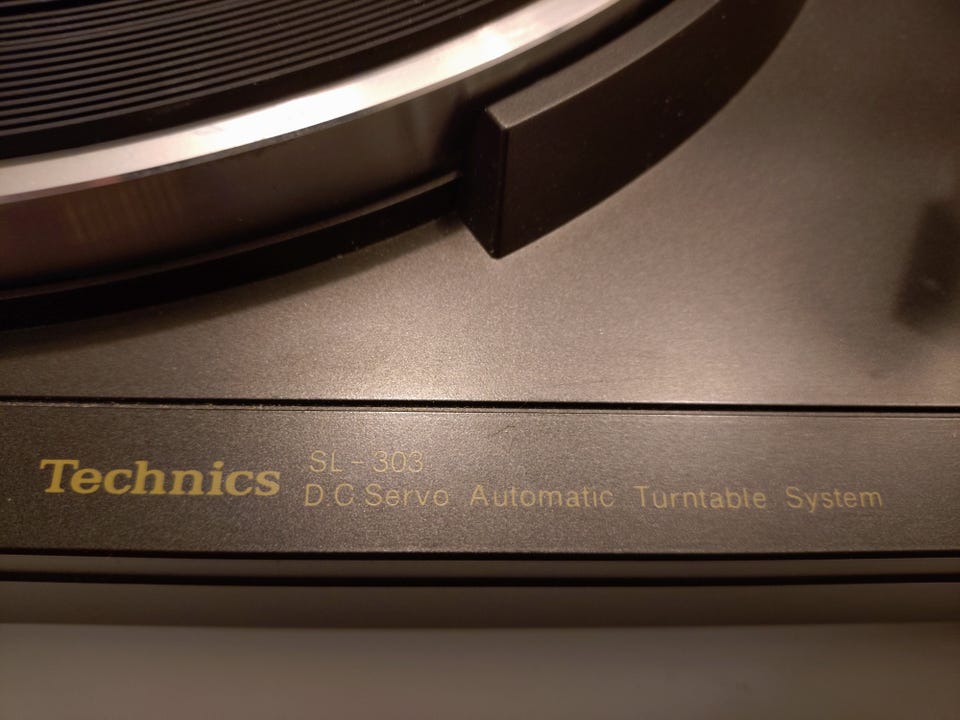 Technics
SL-303
D.C.Servo Automatic Turntable System